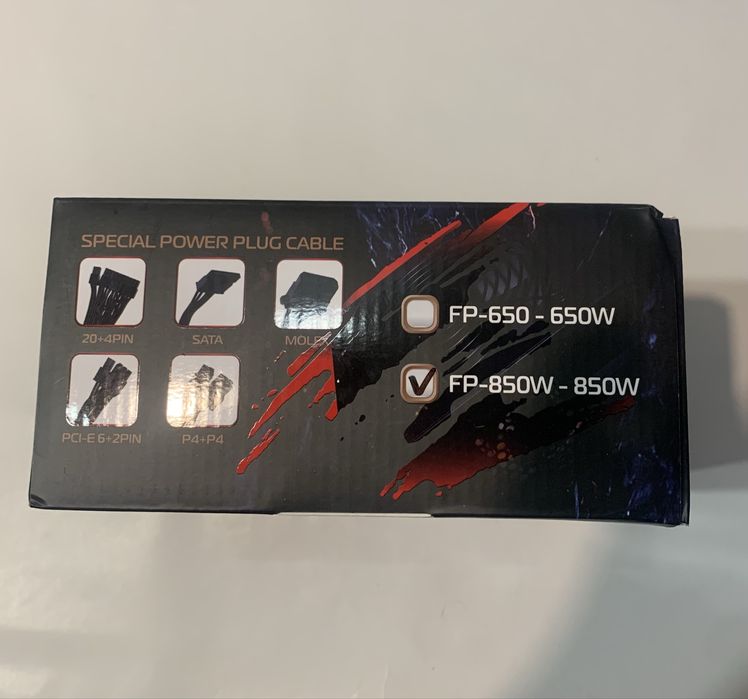 SPECIAL POWER PLUG CABLE
20+4PIN
SATA
MOLEX
PCI-E 6+2PIN
P4+P4
FP-650 - 650W
FP-850W - 850W